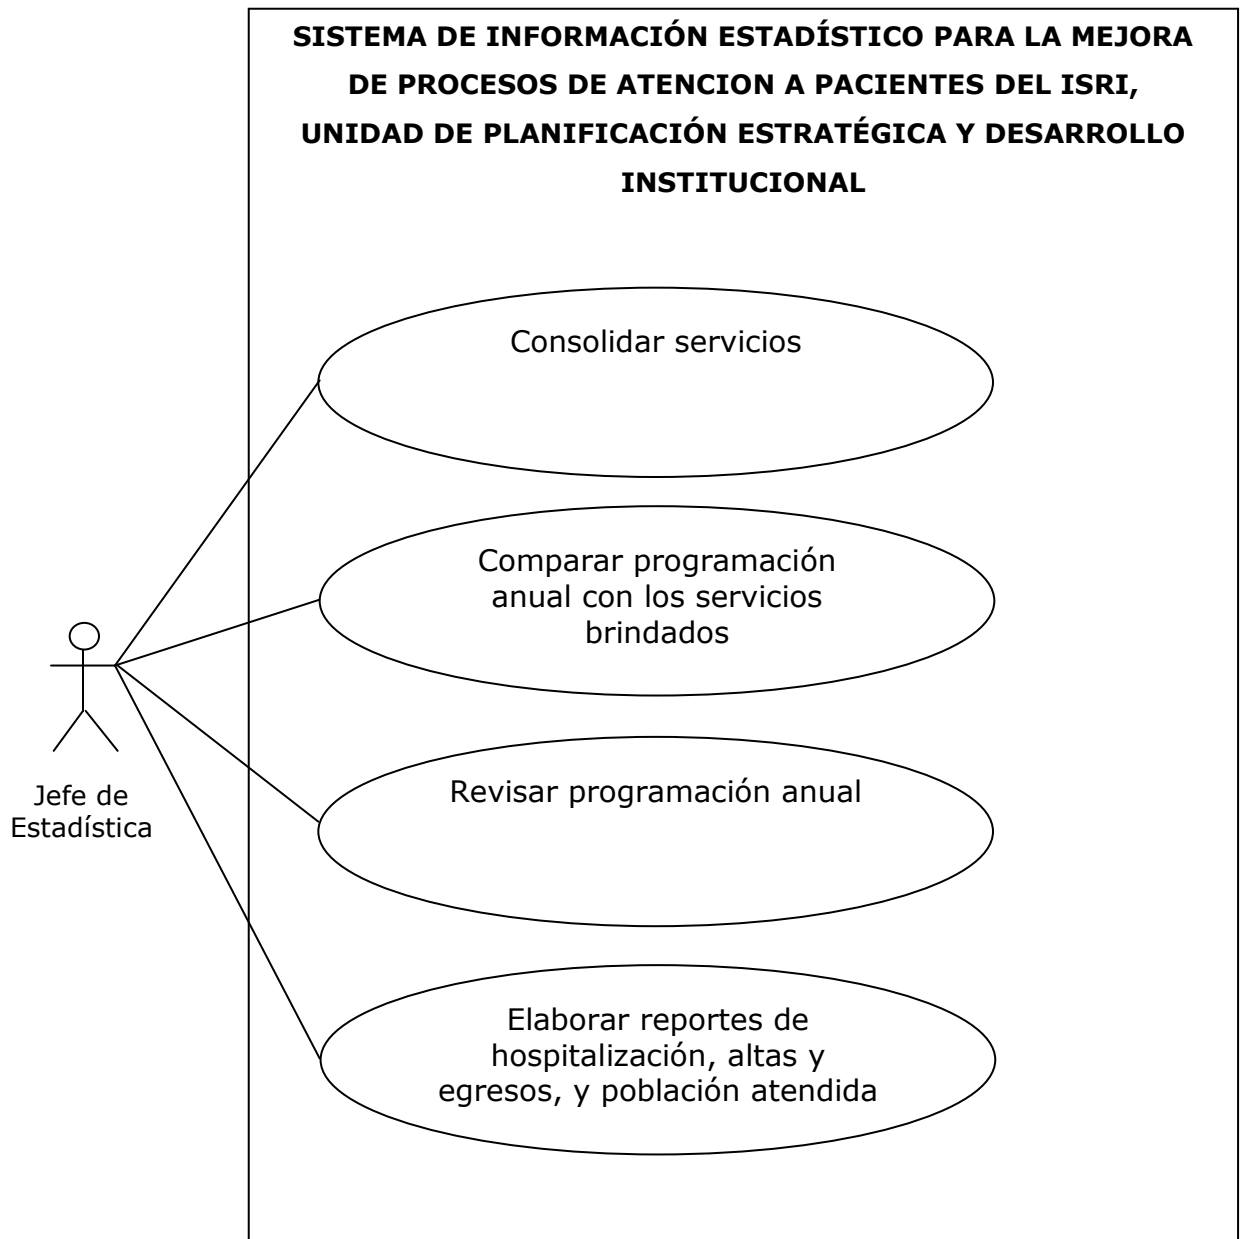 SISTEMA DE INFORMACIÓN ESTADÍSTICO PARA LA MEJORA
DE PROCESOS DE ATENCION A PACIENTES DEL ISRI,
UNIDAD DE PLANIFICACIÓN ESTRATÉGICA Y DESARROLLO
INSTITUCIONAL
Consolidar servicios
Comparar programación
anual con los servicios
brindados
Jefe de
Estadística
Revisar programación anual
Elaborar reportes de
hospitalización, altas y
egresos, y población atendida